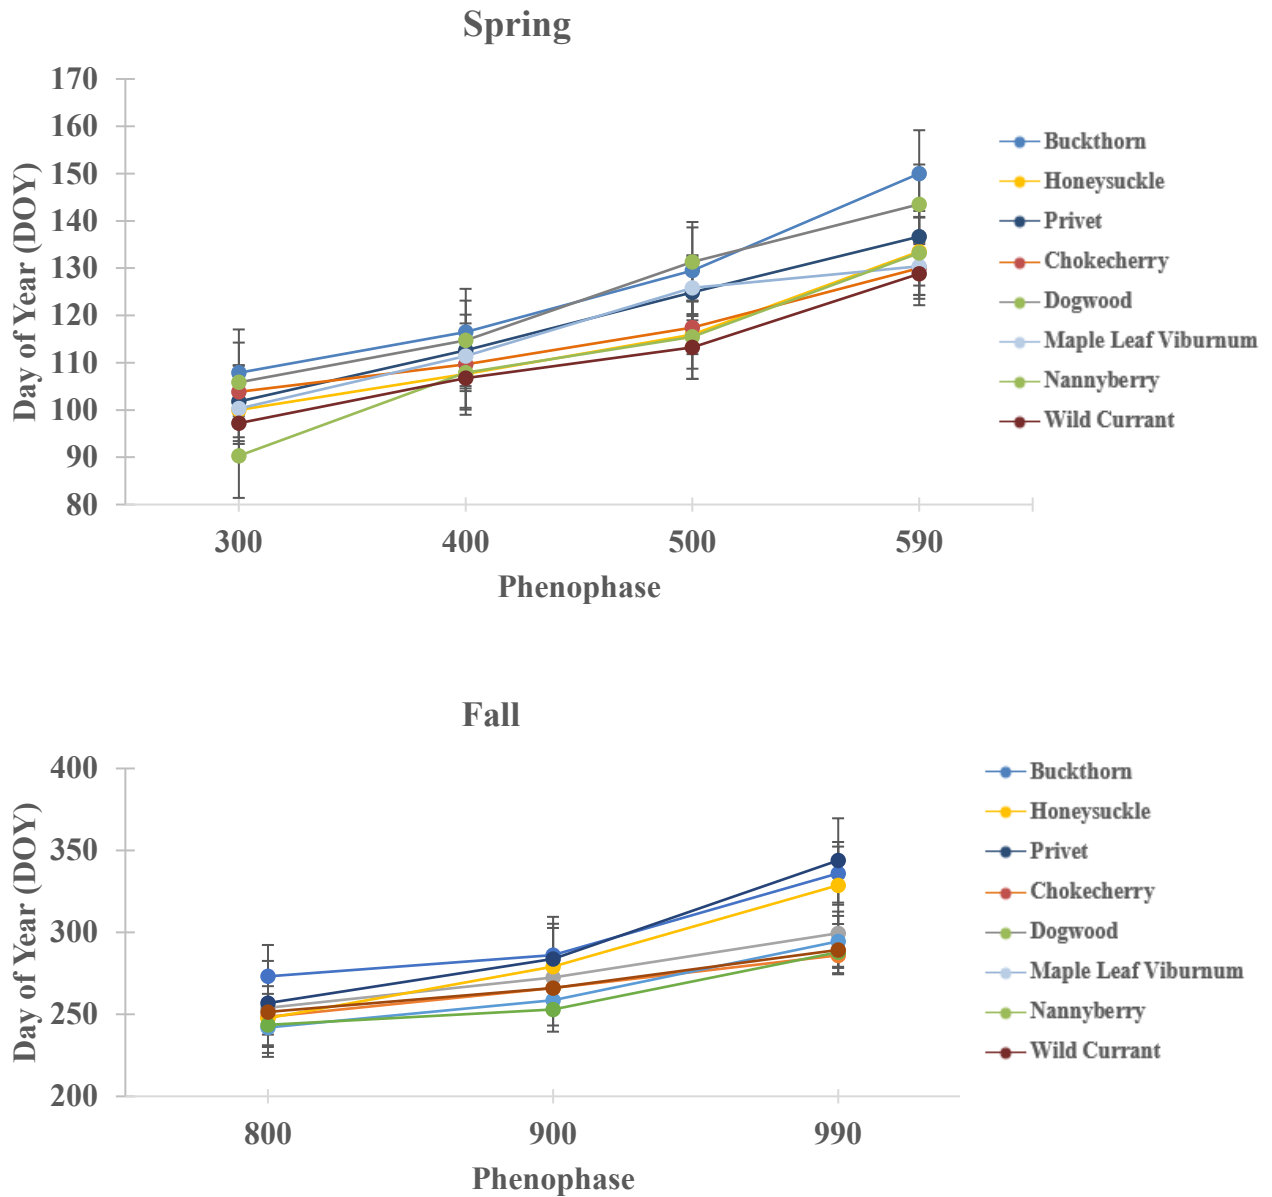 Spring
Day of Year (DOY)
170
160
150
140
130
120
110
100
90
80
300 400 500 590
Phenophase
Buckthorn
Honeysuckle
Privet
Chokecherry
Dogwood
Maple Leaf Viburnum
Nannyberry
Wild Currant
Fall
Day of Year (DOY)
400
350
300
250
200
800 900 990
Phenophase
Buckthorn
Honeysuckle
Privet
Chokecherry
Dogwood
Maple Leaf Viburnum
Nannyberry
Wild Currant